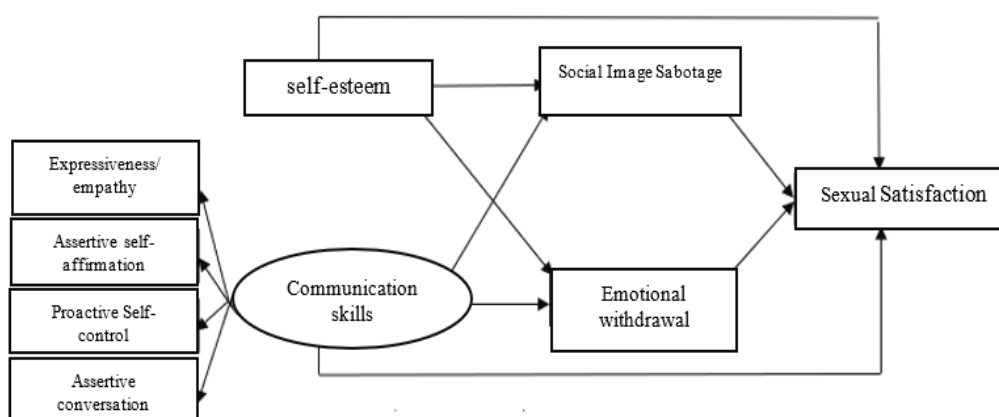 self-esteem
Social Image Sabotage
Expressiveness/
empathy
Assertive self-
affirmation
Proactive Self-
control
Assertive
conversation
Communication
skills
Emotional
withdrawal
Sexual Satisfaction